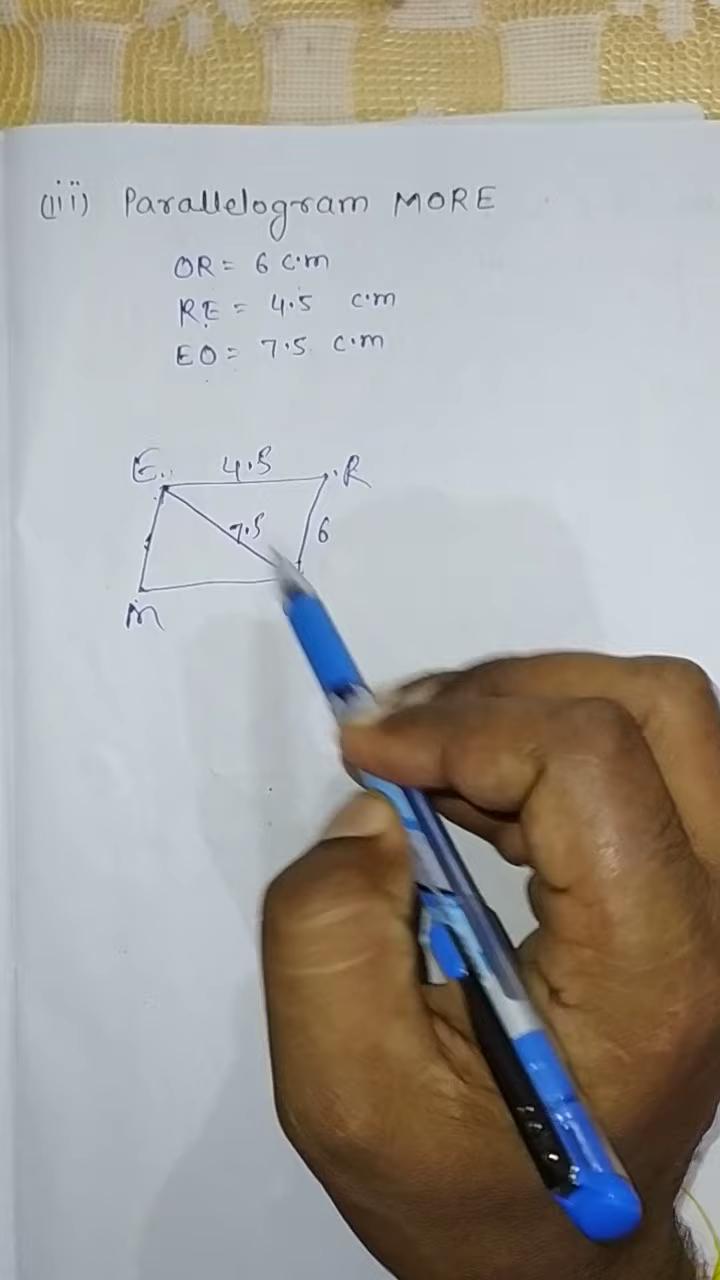 (iii) Parallelogram MORE
OR = 6 c.m
RE = 4.5 c.m
EO = 7.5 c.m
E 4.5 R
7.5 6
M